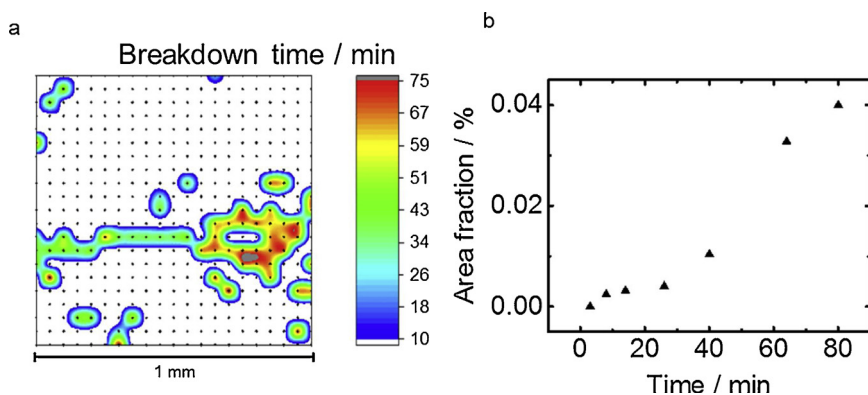 a
Breakdown time / min
75
67
59
51
43
34
26
18
10
1 mm
b
Area fraction / %
0.04
0.02
0.00
0 20 40 60 80
Time / min